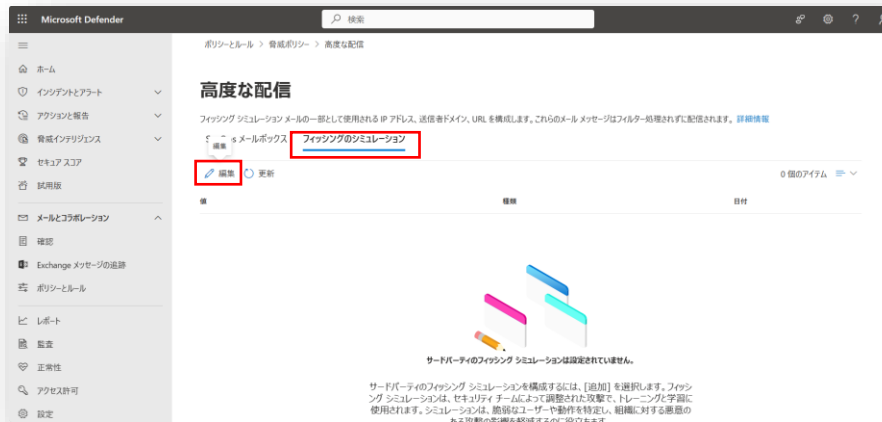 Microsoft Defender
検索
ポリシーとルール > 脅威ポリシー > 高度な配信
ホーム
インシデントとアラート
アクションと報告
脅威インテリジェンス
セキュア スコア
試用版
メールとコラボレーション
確認
Exchange メッセージの追跡
ポリシーとルール
レポート
監査
正常性
アクセス許可
設定
高度な配信
フィッシング シミュレーション メールの一部として使用される IP アドレス、送信者ドメイン、URL を構成します。これらのメール メッセージはフィルター処理されずに配信されます。 詳細情報
メールボックス
フィッシングのシミュレーション
編集
編集
更新
0 個のアイテム
値
種類
日付
サードパーティのフィッシング シミュレーションは設定されていません。
サードパーティのフィッシング シミュレーションを構成するには、[追加] を選択します。フィッシ
ング シミュレーションは、セキュリティ チームによって調整された攻撃で、トレーニングと学習に
使用されます。シミュレーションは、脆弱なユーザーや動作を特定し、組織に対する悪意の
ある攻撃の影響を軽減するのに役立ちます。